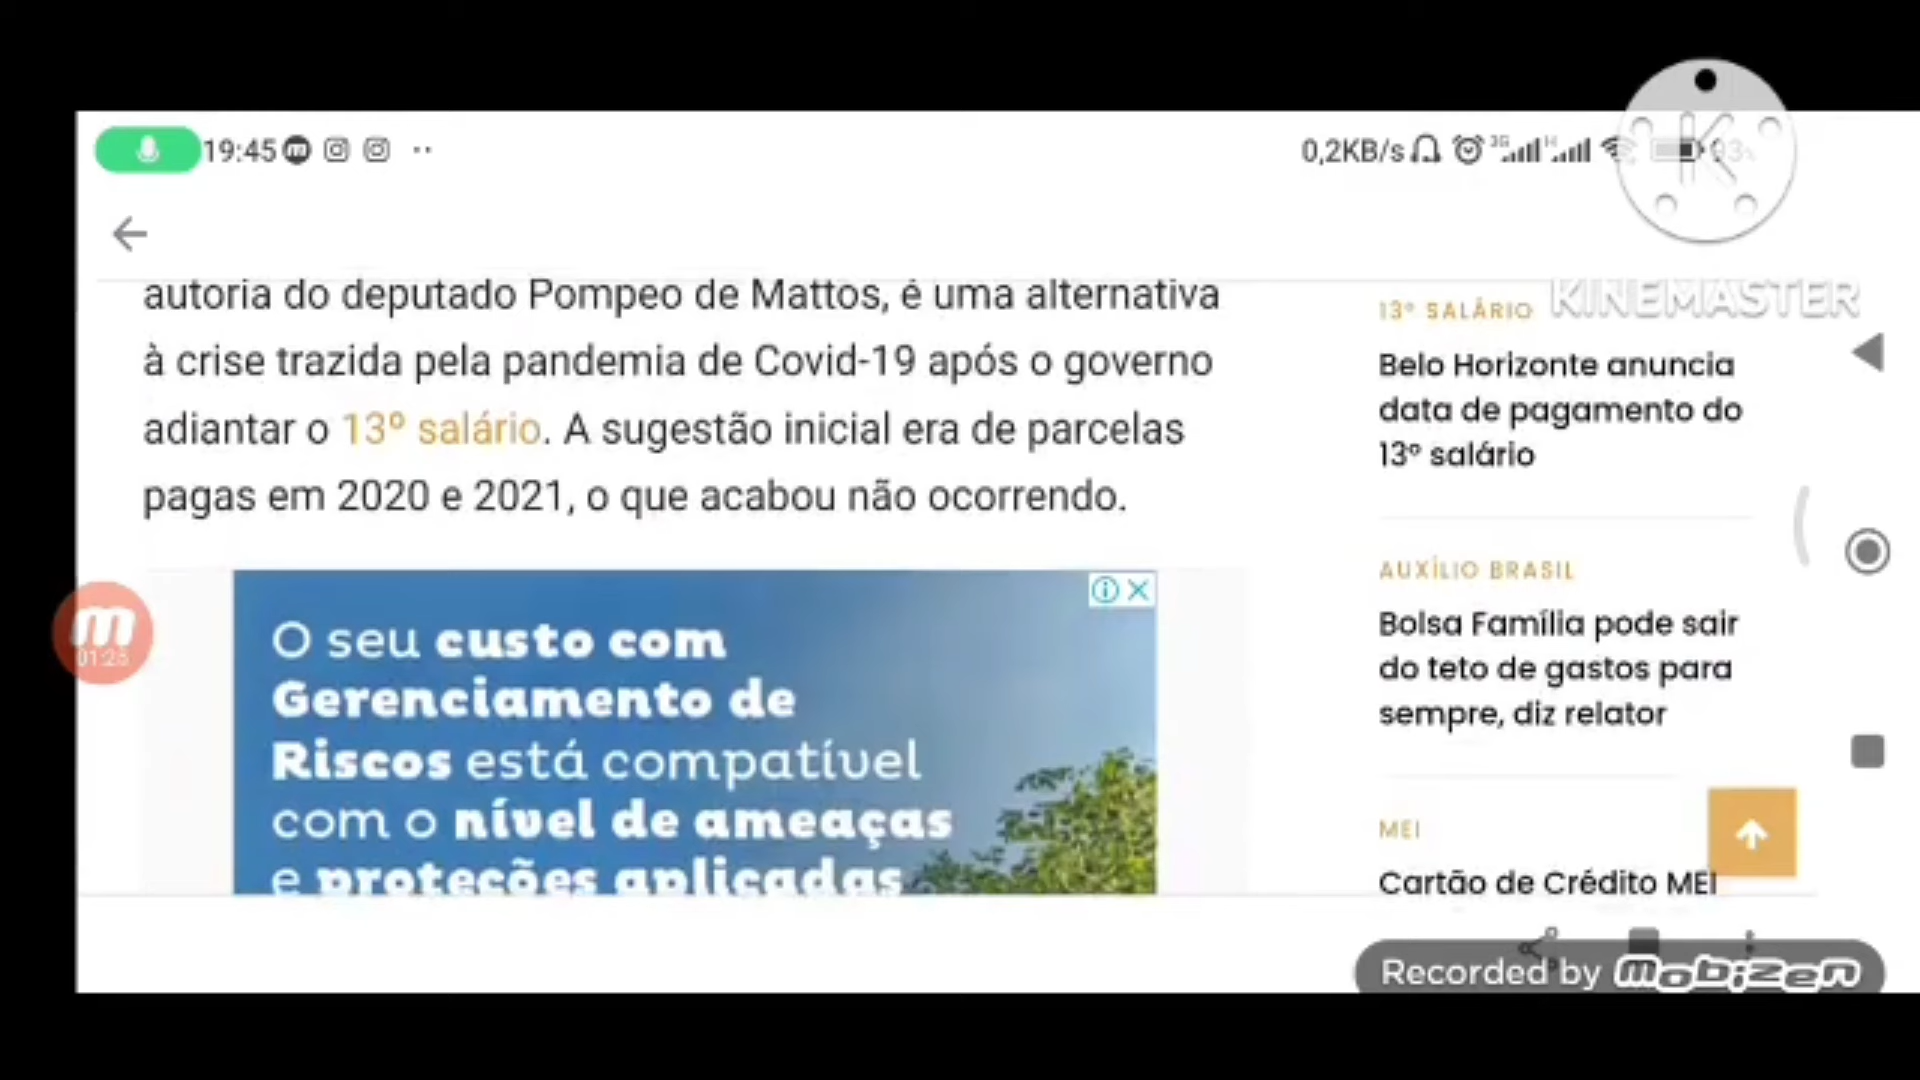 19:45
0,2KB/s
3G
H
autoria do deputado Pompeo de Mattos, é uma alternativa
à crise trazida pela pandemia de Covid-19 após o governo
adiantar o 13º salário. A sugestão inicial era de parcelas
pagas em 2020 e 2021, o que acabou não ocorrendo.
O seu custo com
Gerenciamento de
Riscos está compatível
com o nível de ameaças
e proteções aplicadas
01:26
KINEMASTER
13º SALÁRIO
Belo Horizonte anuncia
data de pagamento do
13º salário
AUXÍLIO BRASIL
Bolsa Família pode sair
do teto de gastos para
sempre, diz relator
MEI
Cartão de Crédito MEI
Recorded by mobizen